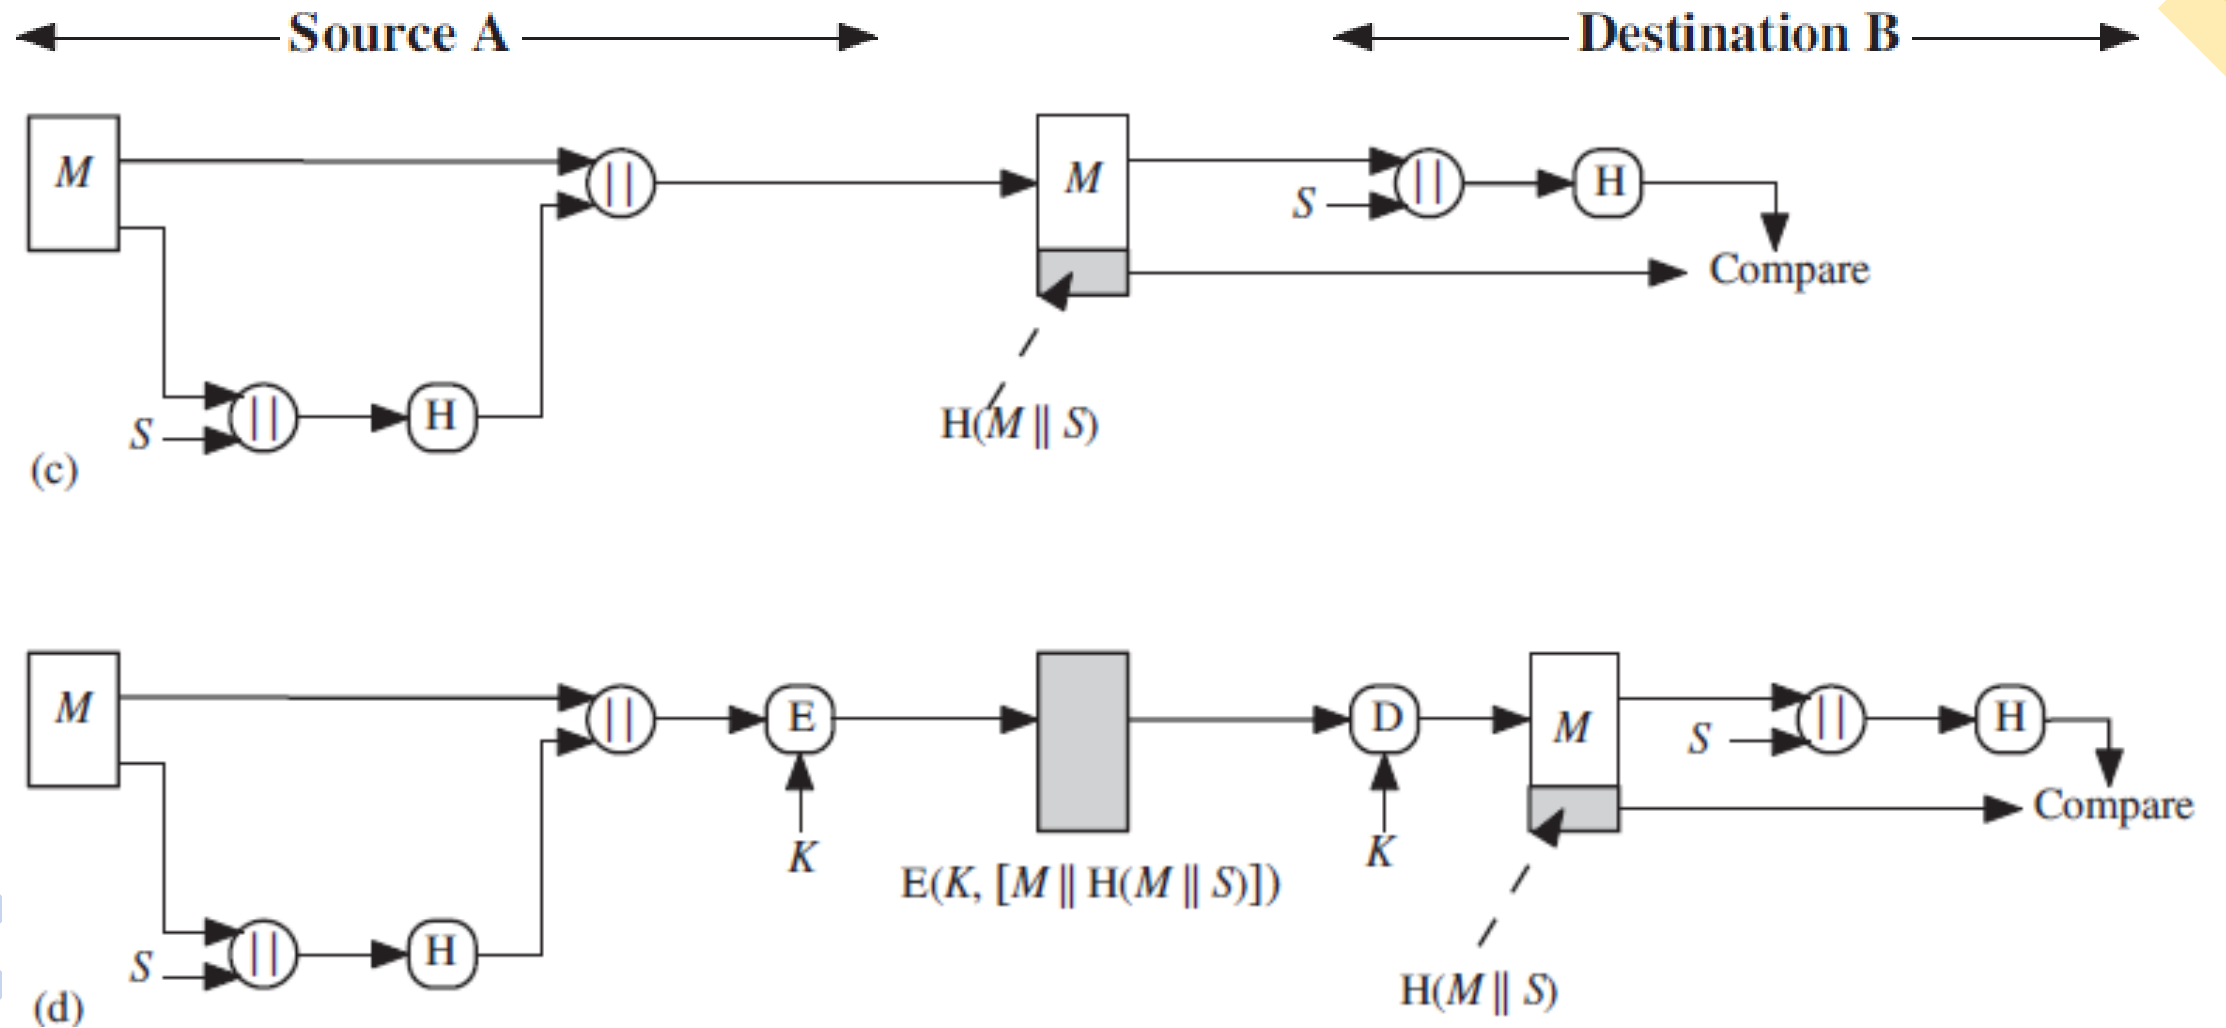 Source A Destination B
M || M || H
S
Compare
S || H
H(M || S)
(c)
M || E D M || H
S
K K Compare
E(K, [M || H(M || S)])
S || H
H(M || S)
(d)